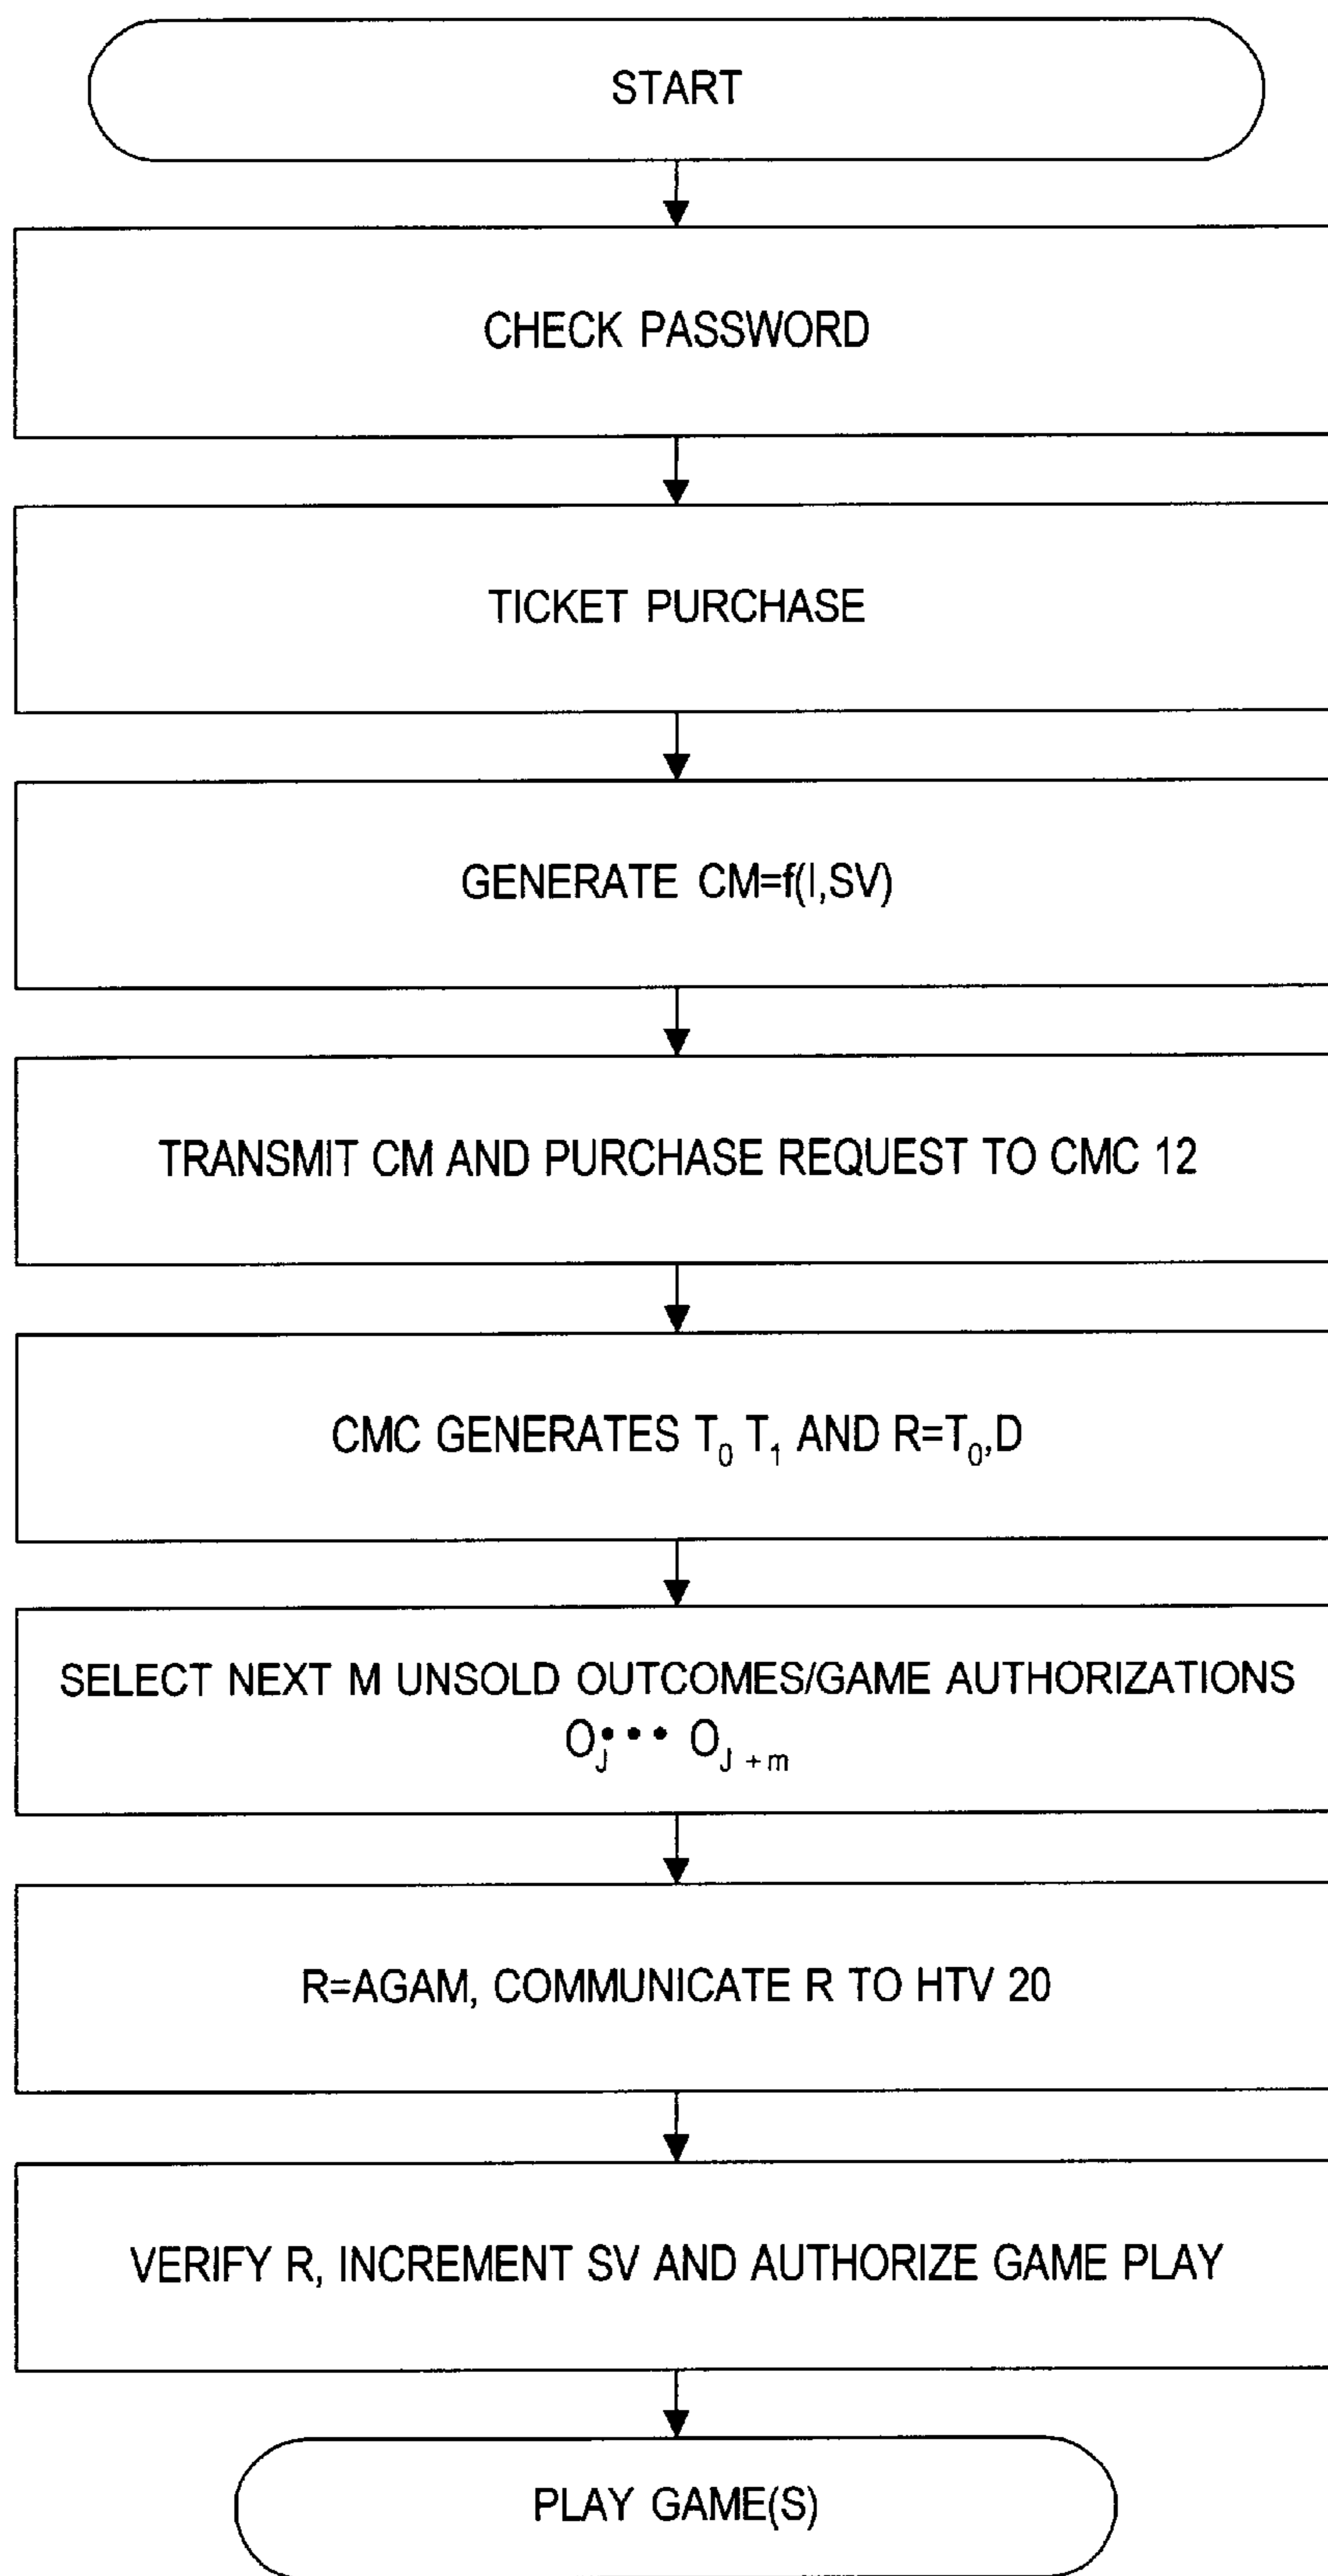 START
CHECK PASSWORD
TICKET PURCHASE
GENERATE CM=f(I,SV)
TRANSMIT CM AND PURCHASE REQUEST TO CMC 12
CMC GENERATES T₀ T₁ AND R=T₀,D
SELECT NEXT M UNSOLD OUTCOMES/GAME AUTHORIZATIONS
O_J••• O_J+m
R=AGAM, COMMUNICATE R TO HTV 20
VERIFY R, INCREMENT SV AND AUTHORIZE GAME PLAY
PLAY GAME(S)